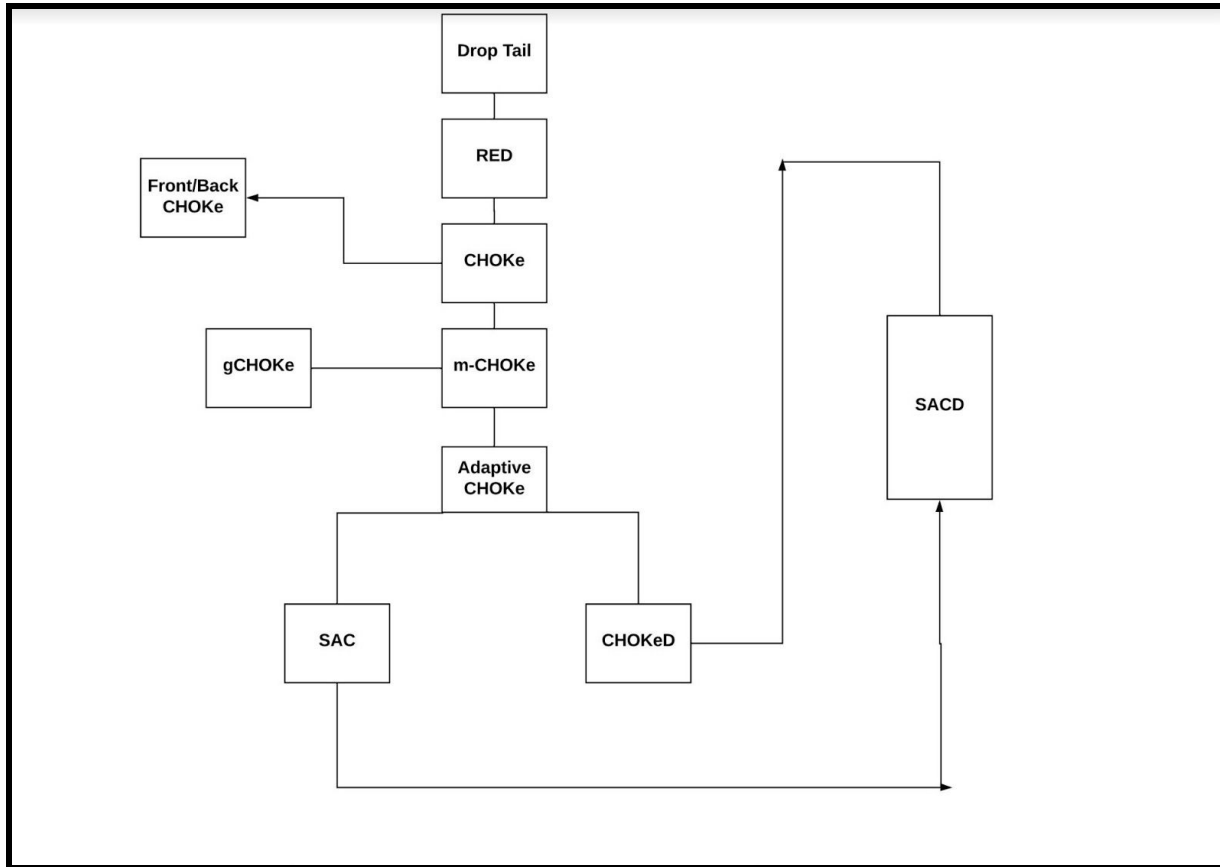 Drop Tail
RED
Front/Back
CHOKe
CHOKe
gCHOKe
m-CHOKe
SACD
Adaptive
CHOKe
SAC
CHOKeD